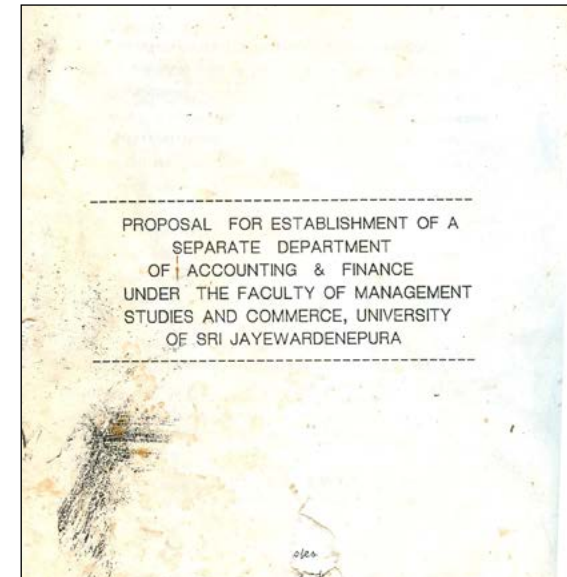 PROPOSAL FOR ESTABLISHMENT OF A
SEPARATE DEPARTMENT
OF ACCOUNTING & FINANCE
UNDER THE FACULTY OF MANAGEMENT
STUDIES AND COMMERCE, UNIVERSITY
OF SRI JAYEWARDENEPURA